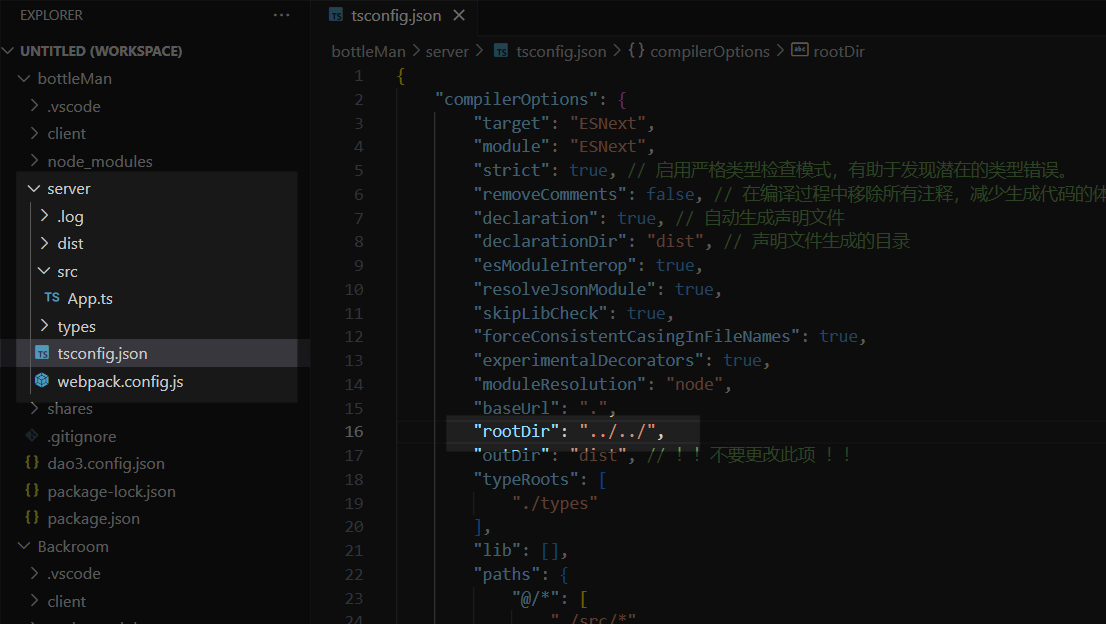 EXPLORER
UNTITLED (WORKSPACE)
bottleMan
.vscode
client
node_modules
server
.log
dist
src
TS App.ts
types
tsconfig.json
webpack.config.js
shares
.gitignore
{} dao3.config.json
{} package-lock.json
{} package.json
Backroom
.vscode
client
TS tsconfig.json
bottleMan > server > TS tsconfig.json > {} compilerOptions > abc rootDir
1 {
2 "compilerOptions": {
3 "target": "ESNext",
4 "module": "ESNext",
5 "strict": true, // 启用严格类型检查模式，有助于发现潜在的类型错误。
6 "removeComments": false, // 在编译过程中移除所有注释，减少生成代码的体
7 "declaration": true, // 自动生成声明文件
8 "declarationDir": "dist", // 声明文件生成的目录
9 "esModuleInterop": true,
10 "resolveJsonModule": true,
11 "skipLibCheck": true,
12 "forceConsistentCasingInFileNames": true,
13 "experimentalDecorators": true,
14 "moduleResolution": "node",
15 "baseUrl": ".",
16 "rootDir": "../../",
17 "outDir": "dist", // ！！不要更改此项 ！！
18 "typeRoots": [
19 "./types"
20 ],
21 "lib": [],
22 "paths": {
23 "@/*": [
24 "./src/*"